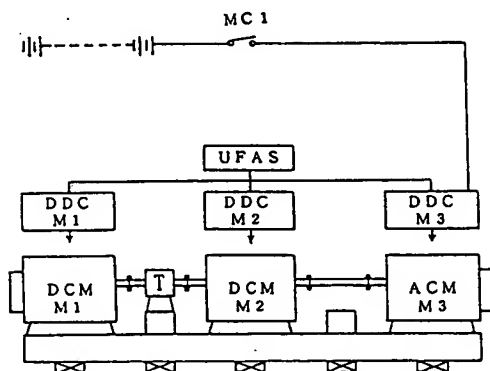 MC1
UFAS
DDC DDC DDC
M1 M2 M3
DCM T DCM ACM
M1 M2 M3